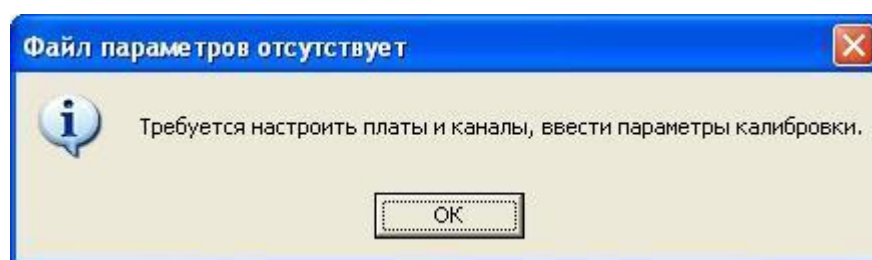 Файл параметров отсутствует
Требуется настроить платы и каналы, ввести параметры калибровки.
OK